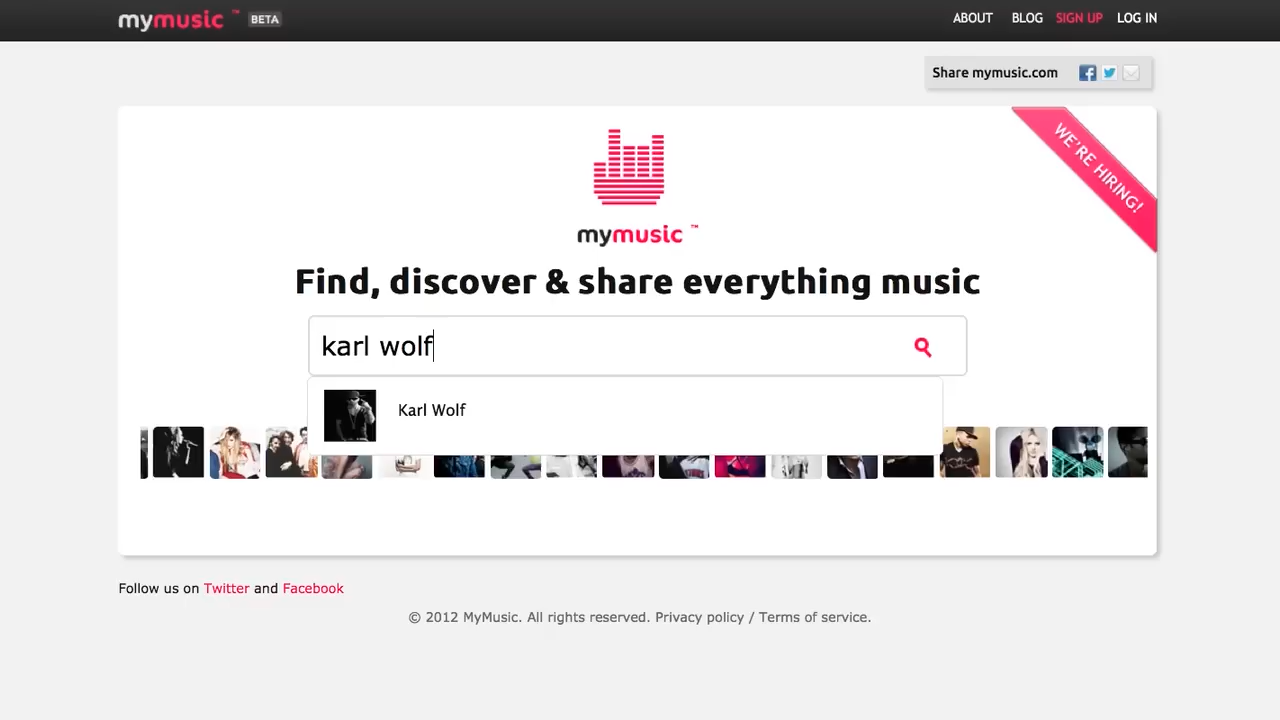 mymusic ™ BETA
ABOUT BLOG SIGN UP LOG IN
Share mymusic.com
WE'RE HIRING!
mymusic ™
Find, discover & share everything music
karl wolf
Karl Wolf
Follow us on Twitter and Facebook
© 2012 MyMusic. All rights reserved. Privacy policy / Terms of service.